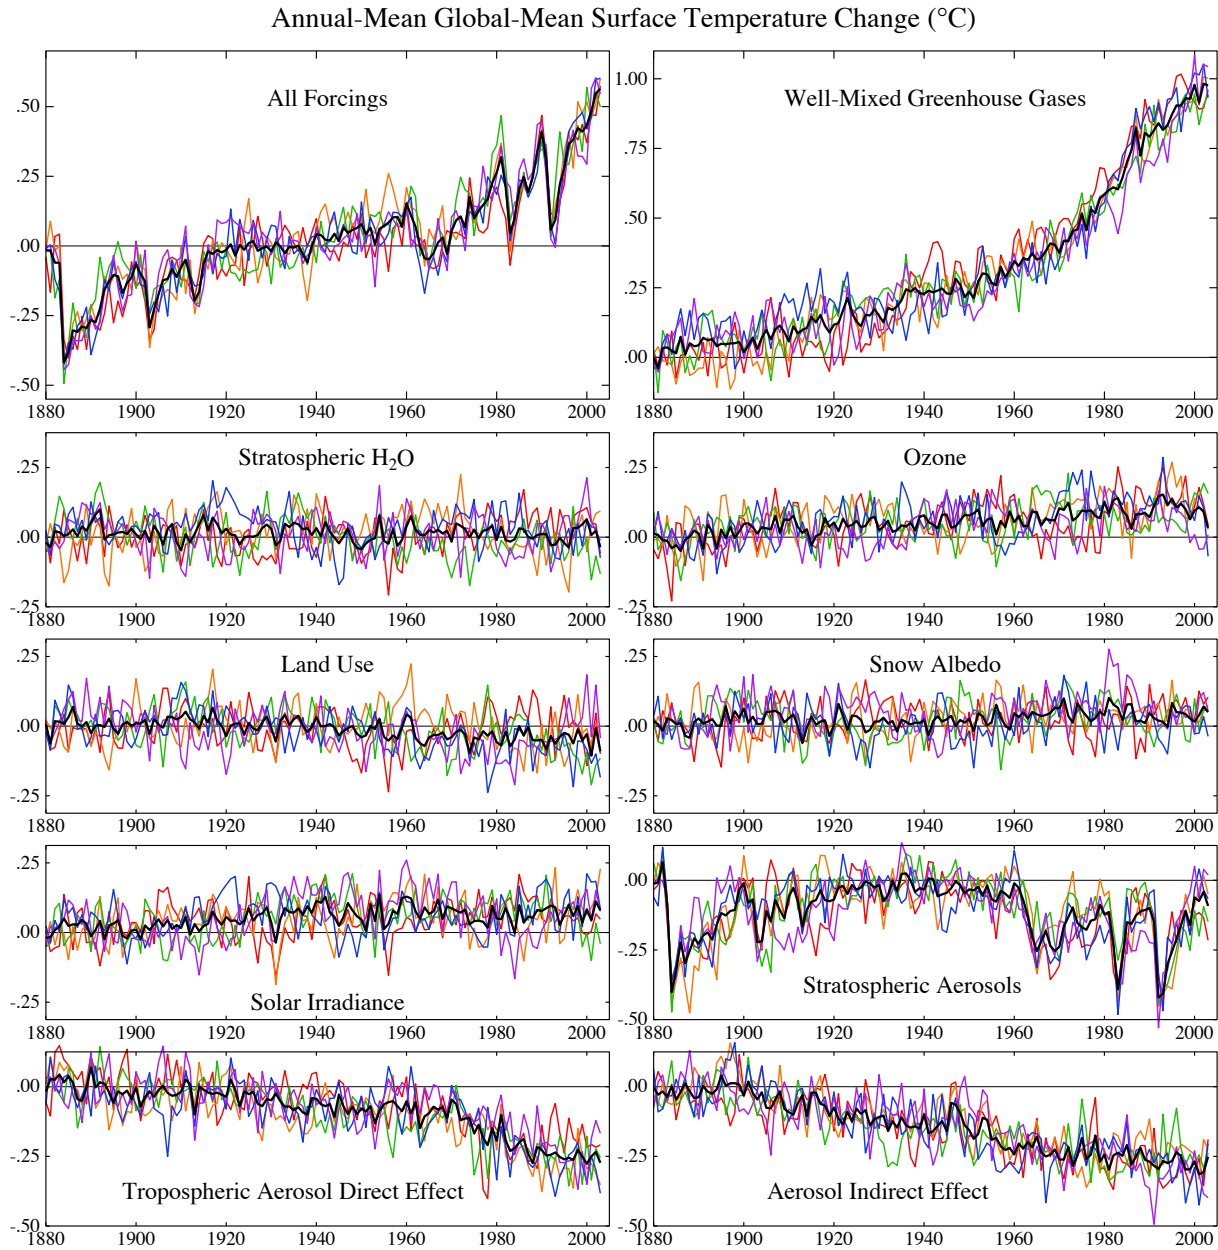 Annual-Mean Global-Mean Surface Temperature Change (°C)
All Forcings
.50
.25
.00
-.25
-.50
1880 1900 1920 1940 1960 1980 2000
Well-Mixed Greenhouse Gases
1.00
.75
.50
.25
.00
1880 1900 1920 1940 1960 1980 2000
Stratospheric H₂O
.25
.00
-.25
1880 1900 1920 1940 1960 1980 2000
Ozone
.25
.00
-.25
1880 1900 1920 1940 1960 1980 2000
Land Use
.25
.00
-.25
1880 1900 1920 1940 1960 1980 2000
Snow Albedo
.25
.00
-.25
1880 1900 1920 1940 1960 1980 2000
.25
.00
-.25
Solar Irradiance
1880 1900 1920 1940 1960 1980 2000
.00
-.25
-.50
Stratospheric Aerosols
1880 1900 1920 1940 1960 1980 2000
.00
-.25
-.50
Tropospheric Aerosol Direct Effect
1880 1900 1920 1940 1960 1980 2000
.00
-.25
-.50
Aerosol Indirect Effect
1880 1900 1920 1940 1960 1980 2000